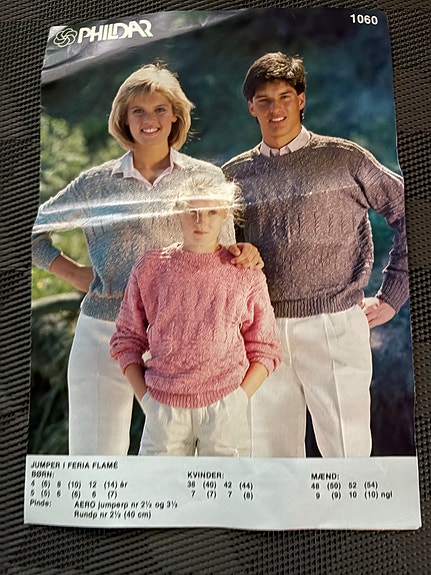 PHILDAR
1060
JUMPER I FERIA FLAMÉ
BØRN:
4 (6) 8 (10) 12 (14) år
5 (5) 6 (6) 6 (7)
KVINDER:
38 (40) 42 (44)
7 (7) 7 (8)
MÆND:
48 (50) 52 (54)
9 (9) 10 (10) ngl
Pinde: AERO jumperp nr 2½ og 3½
Rundp nr 2½ (40 cm)